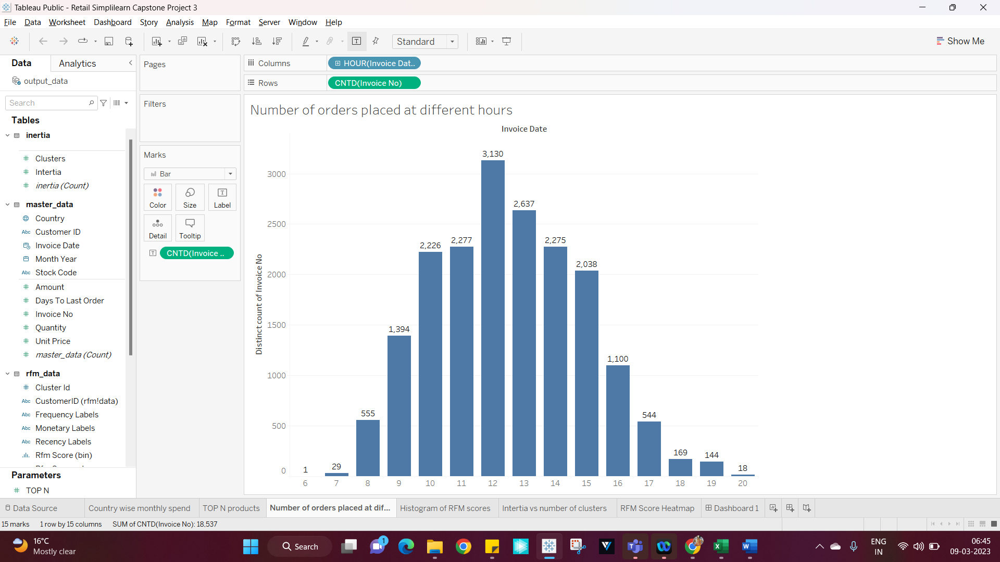 Tableau Public - Retail Simplilearn Capstone Project 3
File Data Worksheet Dashboard Story Analysis Map Format Server Window Help
Standard
Show Me
Data Analytics
output_data
Search
Tables
inertia
Clusters
Intertia
inertia (Count)
master_data
Country
Customer ID
Invoice Date
Month Year
Stock Code
Amount
Days To Last Order
Invoice No
Quantity
Unit Price
master_data (Count)
rfm_data
Cluster Id
CustomerID (rfm!data)
Frequency Labels
Monetary Labels
Recency Labels
Rfm Score (bin)
Parameters
TOP N
Pages
Filters
Marks
Bar
Color Size Label
Detail Tooltip
CNTD(Invoice ..
Columns HOUR(Invoice Dat..
Rows CNTD(Invoice No)
Number of orders placed at different hours
Invoice Date
Distinct count of Invoice No
3000
2500
2000
1500
1000
500
0
1 29 555 1,394 2,226 2,277 3,130 2,637 2,275 2,038 1,100 544 169 144 18
6 7 8 9 10 11 12 13 14 15 16 17 18 19 20
Data Source Country wise monthly spend TOP N products Number of orders placed at dif... Histogram of RFM scores Intertia vs number of clusters RFM Score Heatmap Dashboard 1
15 marks 1 row by 15 columns SUM of CNTD(Invoice No): 18,537
16°C
Mostly clear
Search
1
ENG
IN
06:45
09-03-2023